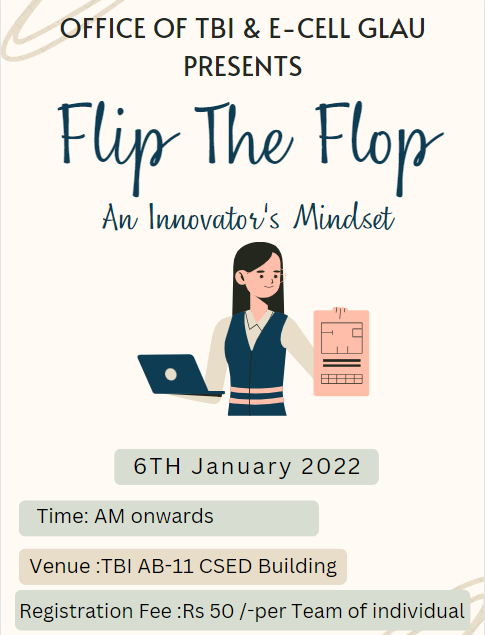 OFFICE OF TBI & E-CELL GLAU
PRESENTS
Flip The Flop
An Innovator's Mindset
6TH January 2022
Time: AM onwards
Venue :TBI AB-11 CSED Building
Registration Fee :Rs 50 /-per Team of individual